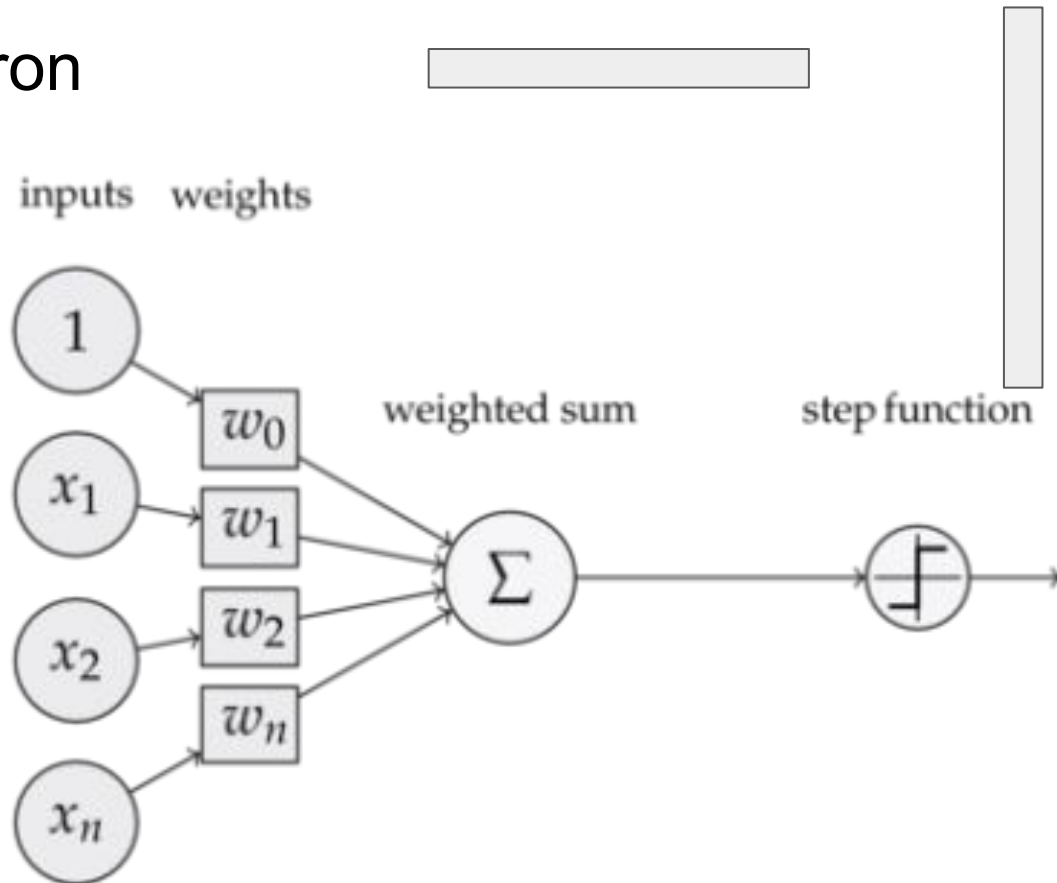 ron
inputs weights
1
w₀
weighted sum
step function
x₁
w₁
Σ
x₂
w₂
wₙ
xₙ